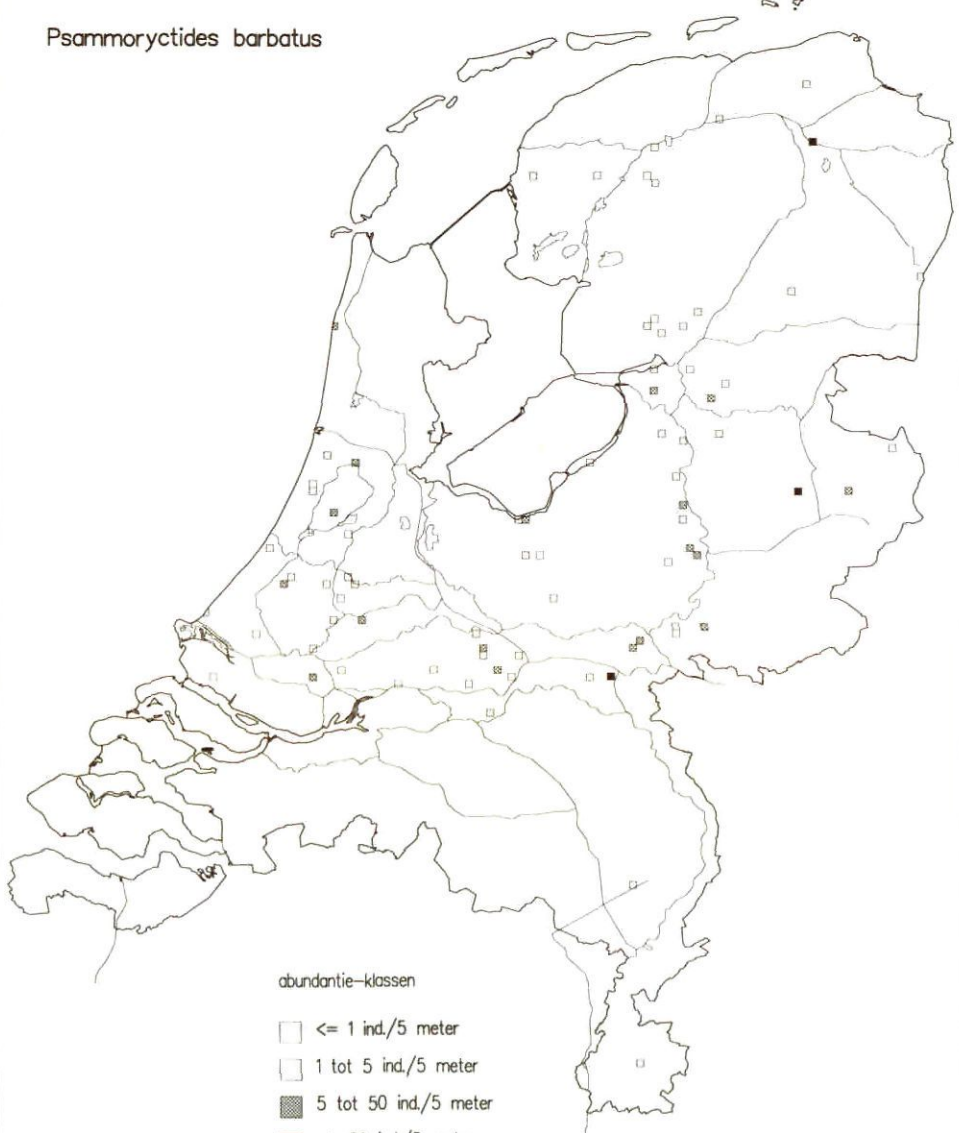 Psammoryctides barbatus
abundantie-klassen
<= 1 ind./5 meter
1 tot 5 ind./5 meter
5 tot 50 ind./5 meter